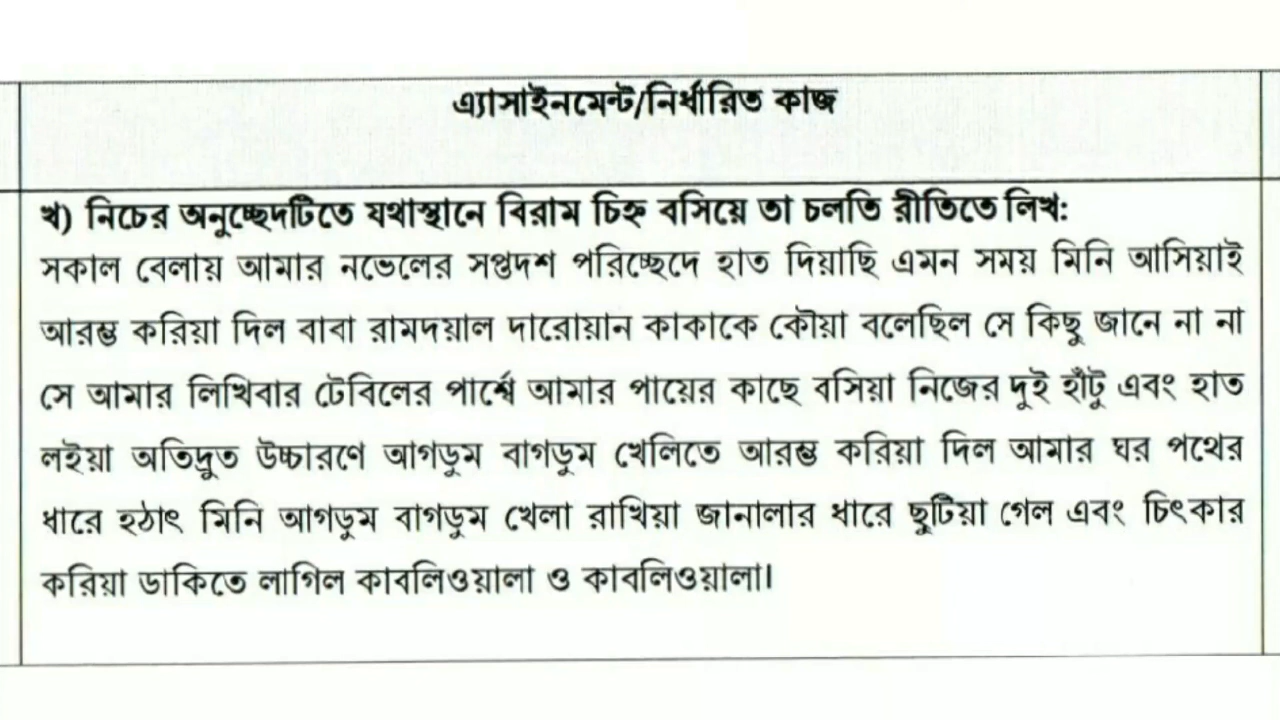 এ্যাসাইনমেন্ট/নির্ধারিত কাজ
খ) নিচের অনুচ্ছেদটিতে যথাস্থানে বিরাম চিহ্ন বসিয়ে তা চলতি রীতিতে লিখ:
সকাল বেলায় আমার নভেলের সপ্তদশ পরিচ্ছেদে হাত দিয়াছি এমন সময় মিনি আসিয়াই
আরম্ভ করিয়া দিল বাবা রামদয়াল দারোয়ান কাকাকে কৌয়া বলেছিল সে কিছু জানে না না
সে আমার লিখিবার টেবিলের পার্শ্বে আমার পায়ের কাছে বসিয়া নিজের দুই হাঁটু এবং হাত
লইয়া অতিদ্রুত উচ্চারণে আগডুম বাগডুম খেলিতে আরম্ভ করিয়া দিল আমার ঘর পথের
ধারে হঠাৎ মিনি আগডুম বাগডুম খেলা রাখিয়া জানালার ধারে ছুটিয়া গেল এবং চিৎকার
করিয়া ডাকিতে লাগিল কাবলিওয়ালা ও কাবলিওয়ালা।